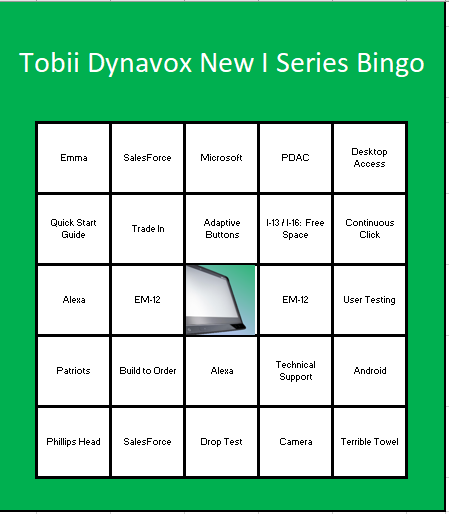 Tobii Dynavox New I Series Bingo
Emma
SalesForce
Microsoft
PDAC
Desktop
Access
Quick Start
Guide
Trade In
Adaptive
Buttons
I-13 / I-16: Free
Space
Continuous
Click
Alexa
EM-12
EM-12
User Testing
Patriots
Build to Order
Alexa
Technical
Support
Android
Phillips Head
SalesForce
Drop Test
Camera
Terrible Towel